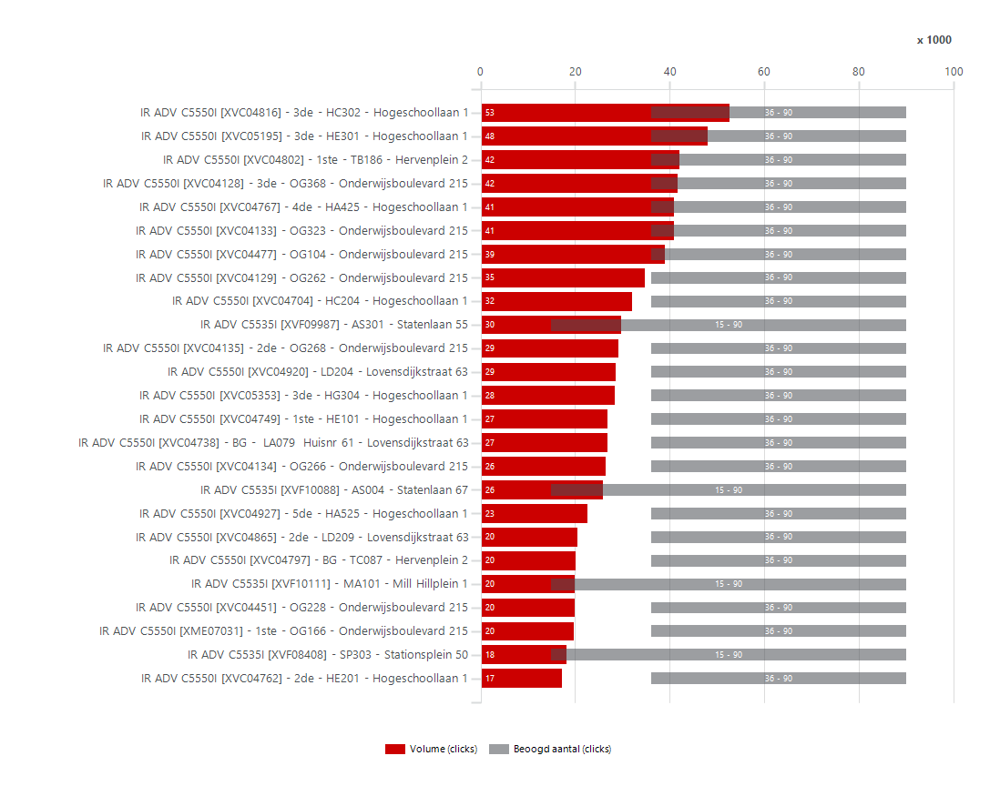 x 1000
0 20 40 60 80 100
IR ADV C5550I [XVC04816] - 3de - HC302 - Hogeschoollaan 1 53 36 - 90
IR ADV C5550I [XVC05195] - 3de - HE301 - Hogeschoollaan 1 48 36 - 90
IR ADV C5550I [XVC04802] - 1ste - TB186 - Hervenplein 2 42 36 - 90
IR ADV C5550I [XVC04128] - 3de - OG368 - Onderwijsboulevard 215 42 36 - 90
IR ADV C5550I [XVC04767] - 4de - HA425 - Hogeschoollaan 1 41 36 - 90
IR ADV C5550I [XVC04133] - OG323 - Onderwijsboulevard 215 41 36 - 90
IR ADV C5550I [XVC04477] - OG104 - Onderwijsboulevard 215 39 36 - 90
IR ADV C5550I [XVC04129] - OG262 - Onderwijsboulevard 215 35 36 - 90
IR ADV C5550I [XVC04704] - HC204 - Hogeschoollaan 1 32 36 - 90
IR ADV C5535I [XVF09987] - AS301 - Statenlaan 55 30 15 - 90
IR ADV C5550I [XVC04135] - 2de - OG268 - Onderwijsboulevard 215 29 36 - 90
IR ADV C5550I [XVC04920] - LD204 - Lovensdijkstraat 63 29 36 - 90
IR ADV C5550I [XVC05353] - 3de - HG304 - Hogeschoollaan 1 28 36 - 90
IR ADV C5550I [XVC04749] - 1ste - HE101 - Hogeschoollaan 1 27 36 - 90
IR ADV C5550I [XVC04738] - BG - LA079 Huisnr 61 - Lovensdijkstraat 63 27 36 - 90
IR ADV C5550I [XVC04134] - OG266 - Onderwijsboulevard 215 26 36 - 90
IR ADV C5535I [XVF10088] - AS004 - Statenlaan 67 26 15 - 90
IR ADV C5550I [XVC04927] - 5de - HA525 - Hogeschoollaan 1 23 36 - 90
IR ADV C5550I [XVC04865] - 2de - LD209 - Lovensdijkstraat 63 20 36 - 90
IR ADV C5550I [XVC04797] - BG - TC087 - Hervenplein 2 20 36 - 90
IR ADV C5535I [XVF10111] - MA101 - Mill Hillplein 1 20 15 - 90
IR ADV C5550I [XVC04451] - OG228 - Onderwijsboulevard 215 20 36 - 90
IR ADV C5550I [XME07031] - 1ste - OG166 - Onderwijsboulevard 215 20 36 - 90
IR ADV C5535I [XVF08408] - SP303 - Stationsplein 50 18 15 - 90
IR ADV C5550I [XVC04762] - 2de - HE201 - Hogeschoollaan 1 17 36 - 90
Volume (clicks) Beoogd aantal (clicks)